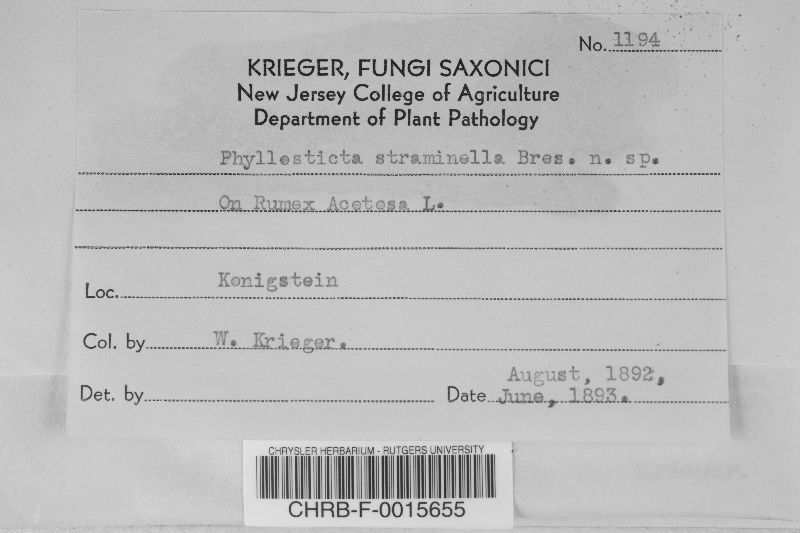 No. 1194
KRIEGER, FUNGI SAXONICI
New Jersey College of Agriculture
Department of Plant Pathology
Phyllosticta straminella Bres. n. sp.
On Rumex Acetosa L.
Loc. Konigstein
Col. by W. Krieger.
August, 1892,
Det. by Date June, 1893.
CHRYSLER HERBARIUM - RUTGERS UNIVERSITY
CHRB-F-0015655